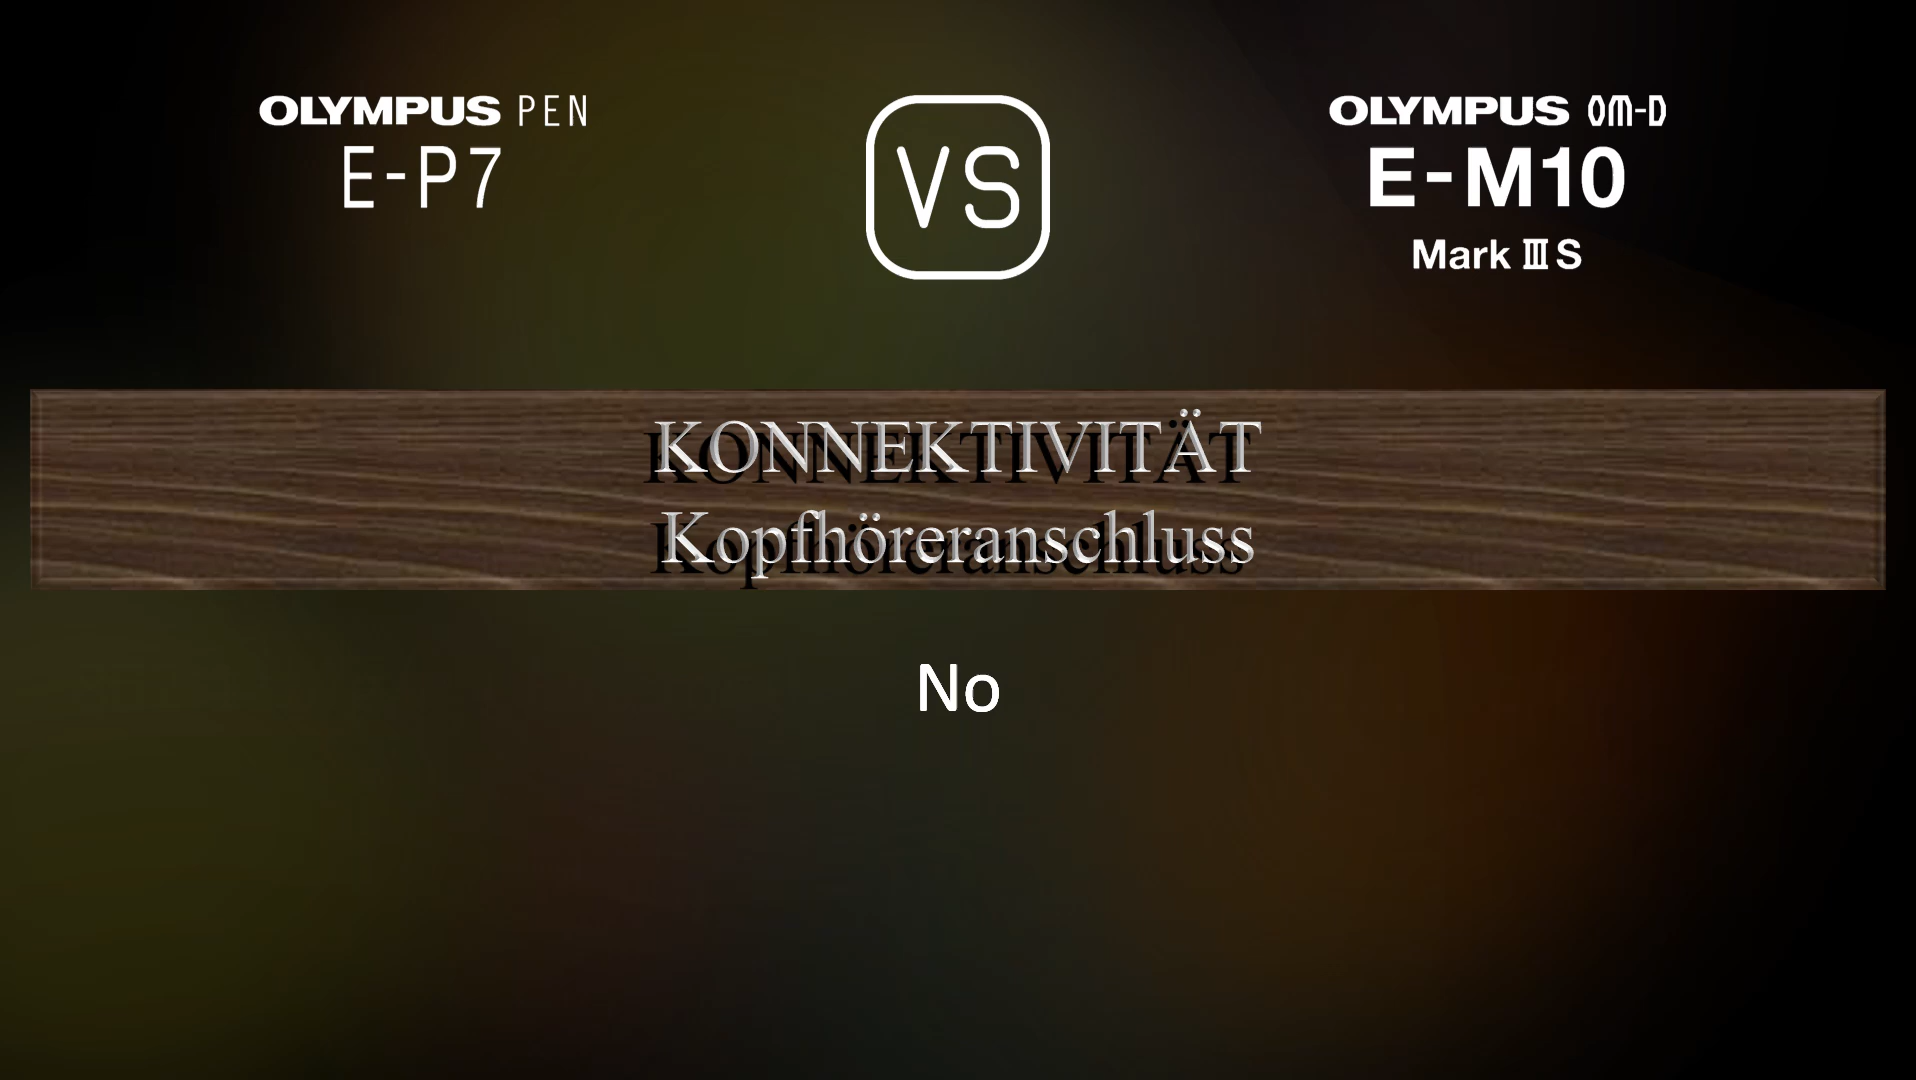 OLYMPUS PEN
E-P7
VS
OLYMPUS OM-D
E-M10
Mark III S
KONNEKTIVITÄT
Kopfhöreranschluss
No